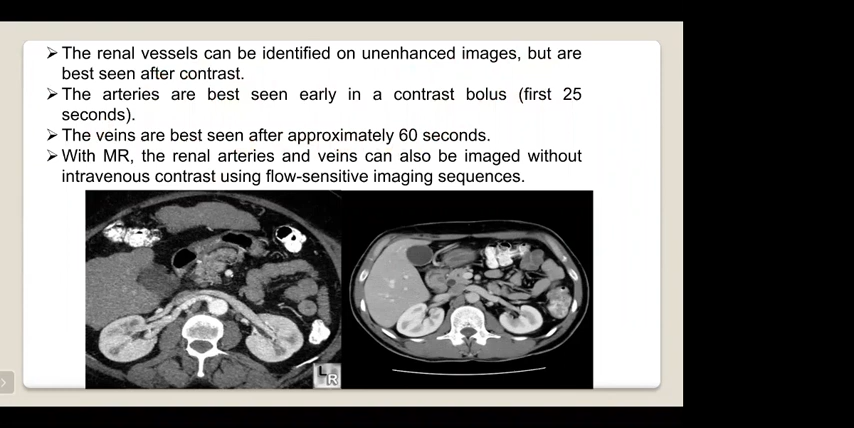 ➢ The renal vessels can be identified on unenhanced images, but are
best seen after contrast.
➢ The arteries are best seen early in a contrast bolus (first 25
seconds).
➢ The veins are best seen after approximately 60 seconds.
➢ With MR, the renal arteries and veins can also be imaged without
intravenous contrast using flow-sensitive imaging sequences.
L
R